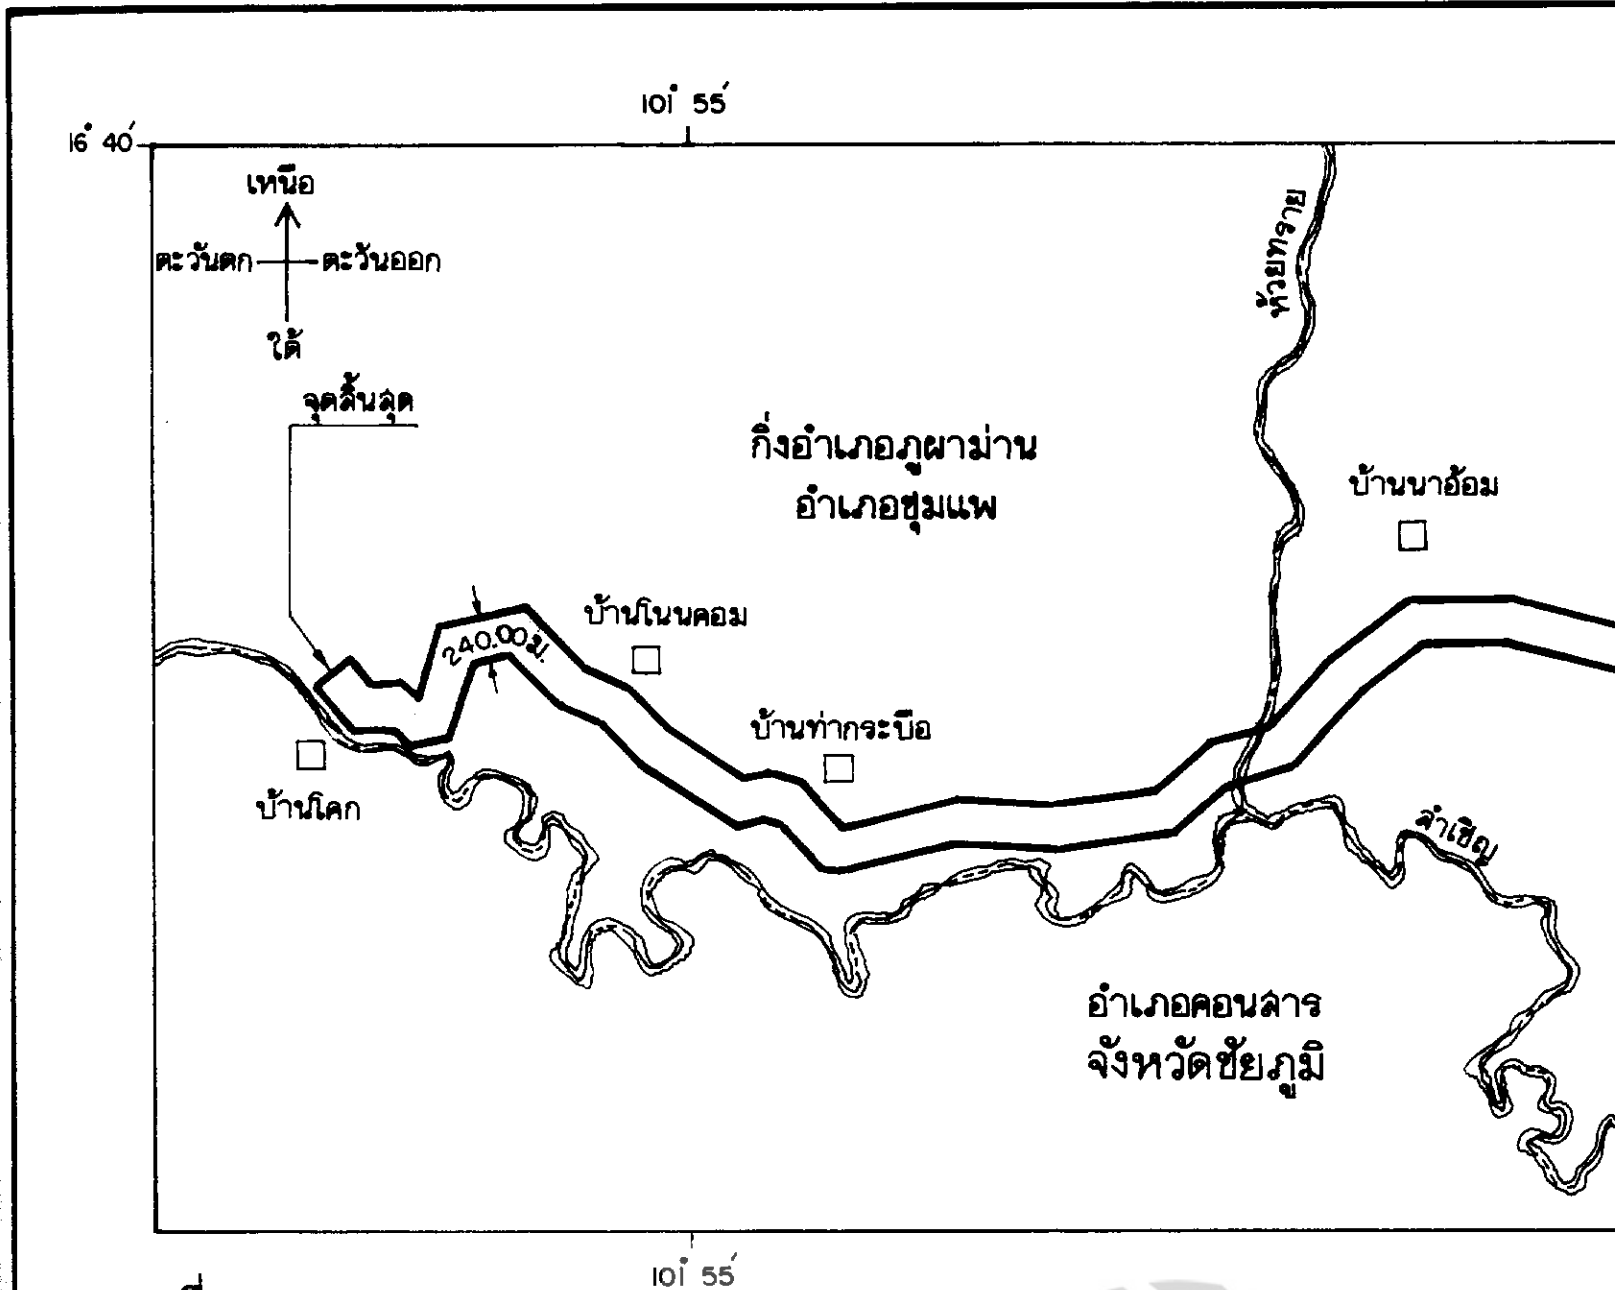 101° 55′
16° 40′
เหนือ
ตะวันตก
ตะวันออก
ใต้
ห้วยทราย
จุดสิ้นสุด
กิ่งอำเภอภูผาม่าน
อำเภอชุมแพ
บ้านนาอ้อม
บ้านโนนคอม
240.00 ม.
บ้านท่ากระบือ
บ้านโคก
ลำเชิญ
อำเภอคอนสาร
จังหวัดชัยภูมิ
101° 55′